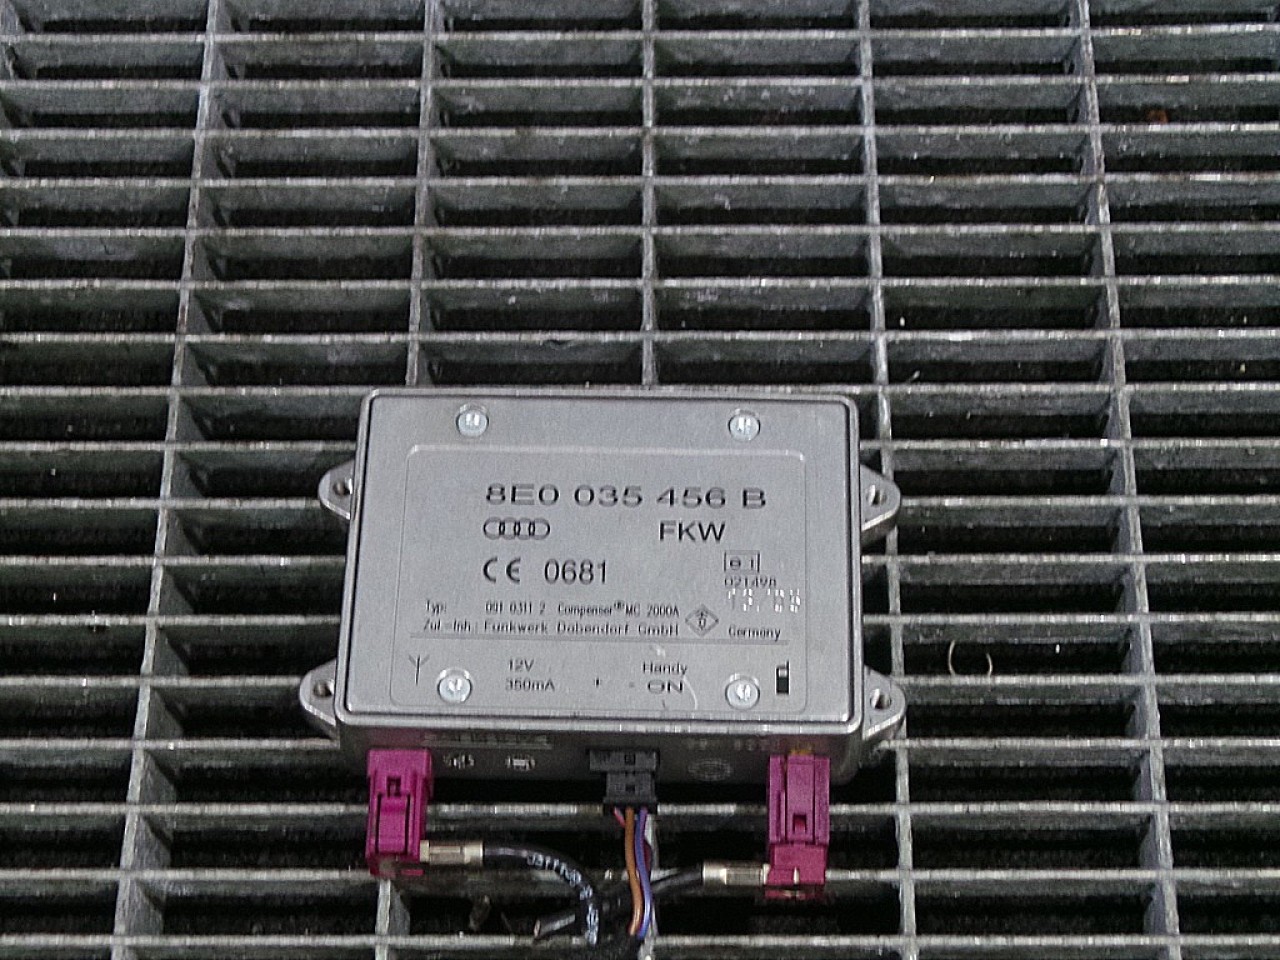 8E0 035 456 B
FKW
CE 0681
e 1
021498
Typ: 091 0311 2 Compenser® MC 2000A
Zul.-Inh.: Funkwerk Dabendorf GmbH Germany
12V Handy
350mA + - ON